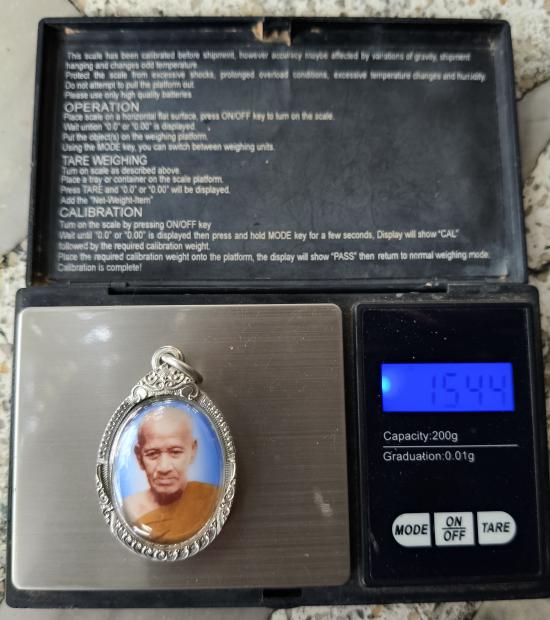 This scale has been calibrated before shipment, however accuracy maybe affected by variations of gravity, shipment
hanging and changes odd temperature.
Protect the scale from excessive shocks, prolonged overload conditions, excessive temperature changes and humidity.
Do not attempt to pull the platform out.
Please use only high quality batteries
OPERATION
Place scale on a horizontal flat surface, press ON/OFF key to turn on the scale.
Wait untion "0.0" or "0.00" is displayed.
Put the object(s) on the weighing platform.
Using the MODE key, you can switch between weighing units.
TARE WEIGHING
Turn on scale as described above.
Place a tray or container on the scale platform.
Press TARE and "0.0" or "0.00" will be displayed.
Add the "Net-Weight-Item"
CALIBRATION
Turn on the scale by pressing ON/OFF key
Wait until "0.0" or "0.00" is displayed then press and hold MODE key for a few seconds, Display will show "CAL"
followed by the required calibration weight.
Place the required calibration weight onto the platform, the display will show "PASS" then return to normal weighing mode.
Calibration is complete!
1544
Capacity:200g
Graduation:0.01g
MODE
ON
OFF
TARE